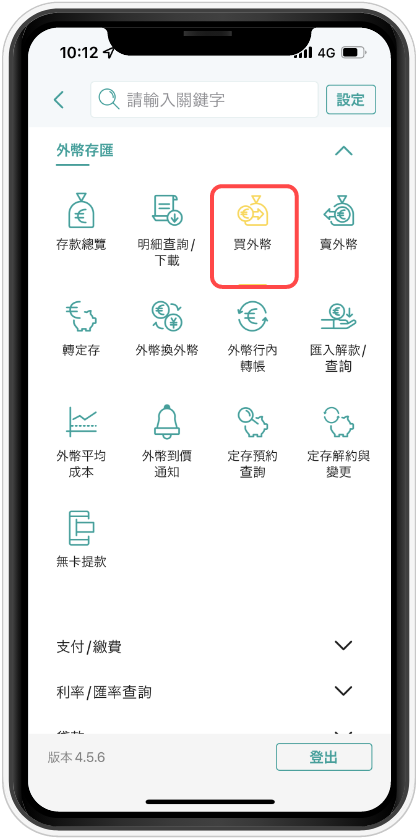 10:12
4G
請輸入關鍵字
設定
外幣存匯
存款總覽
明細查詢/
下載
買外幣
賣外幣
轉定存
外幣換外幣
外幣行內
轉帳
匯入解款/
查詢
外幣平均
成本
外幣到價
通知
定存預約
查詢
定存解約與
變更
無卡提款
支付/繳費
利率/匯率查詢
版本 4.5.6
登出